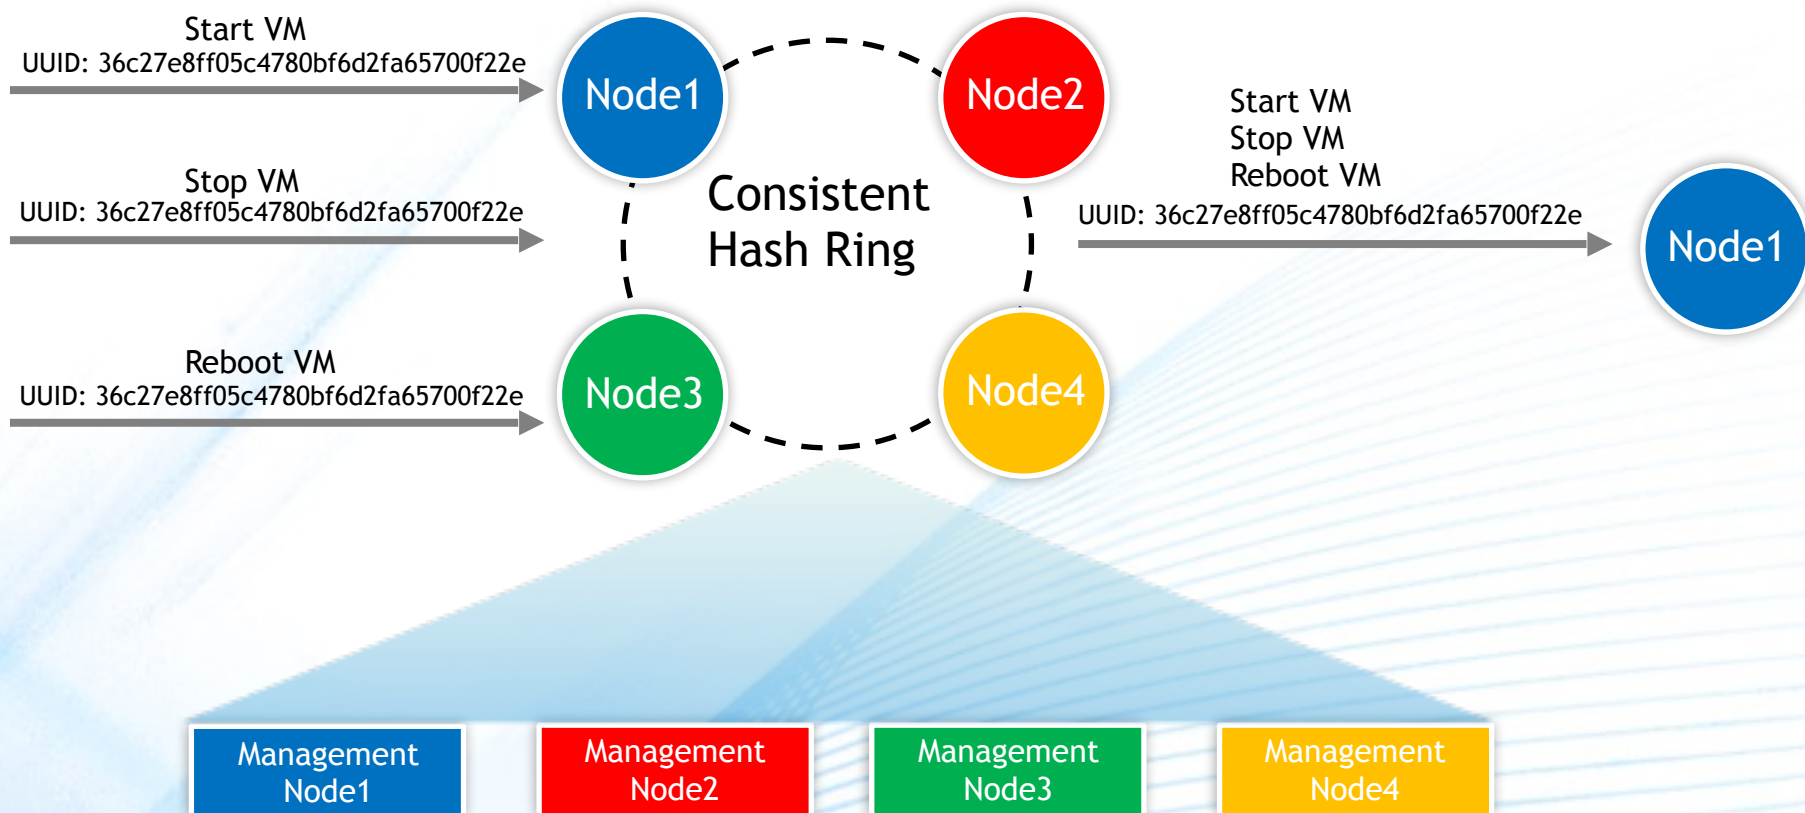 Start VM
UUID: 36c27e8ff05c4780bf6d2fa65700f22e
Stop VM
UUID: 36c27e8ff05c4780bf6d2fa65700f22e
Reboot VM
UUID: 36c27e8ff05c4780bf6d2fa65700f22e
Node1
Node2
Consistent
Hash Ring
Node3
Node4
Start VM
Stop VM
Reboot VM
UUID: 36c27e8ff05c4780bf6d2fa65700f22e
Node1
Management
Node1
Management
Node2
Management
Node3
Management
Node4